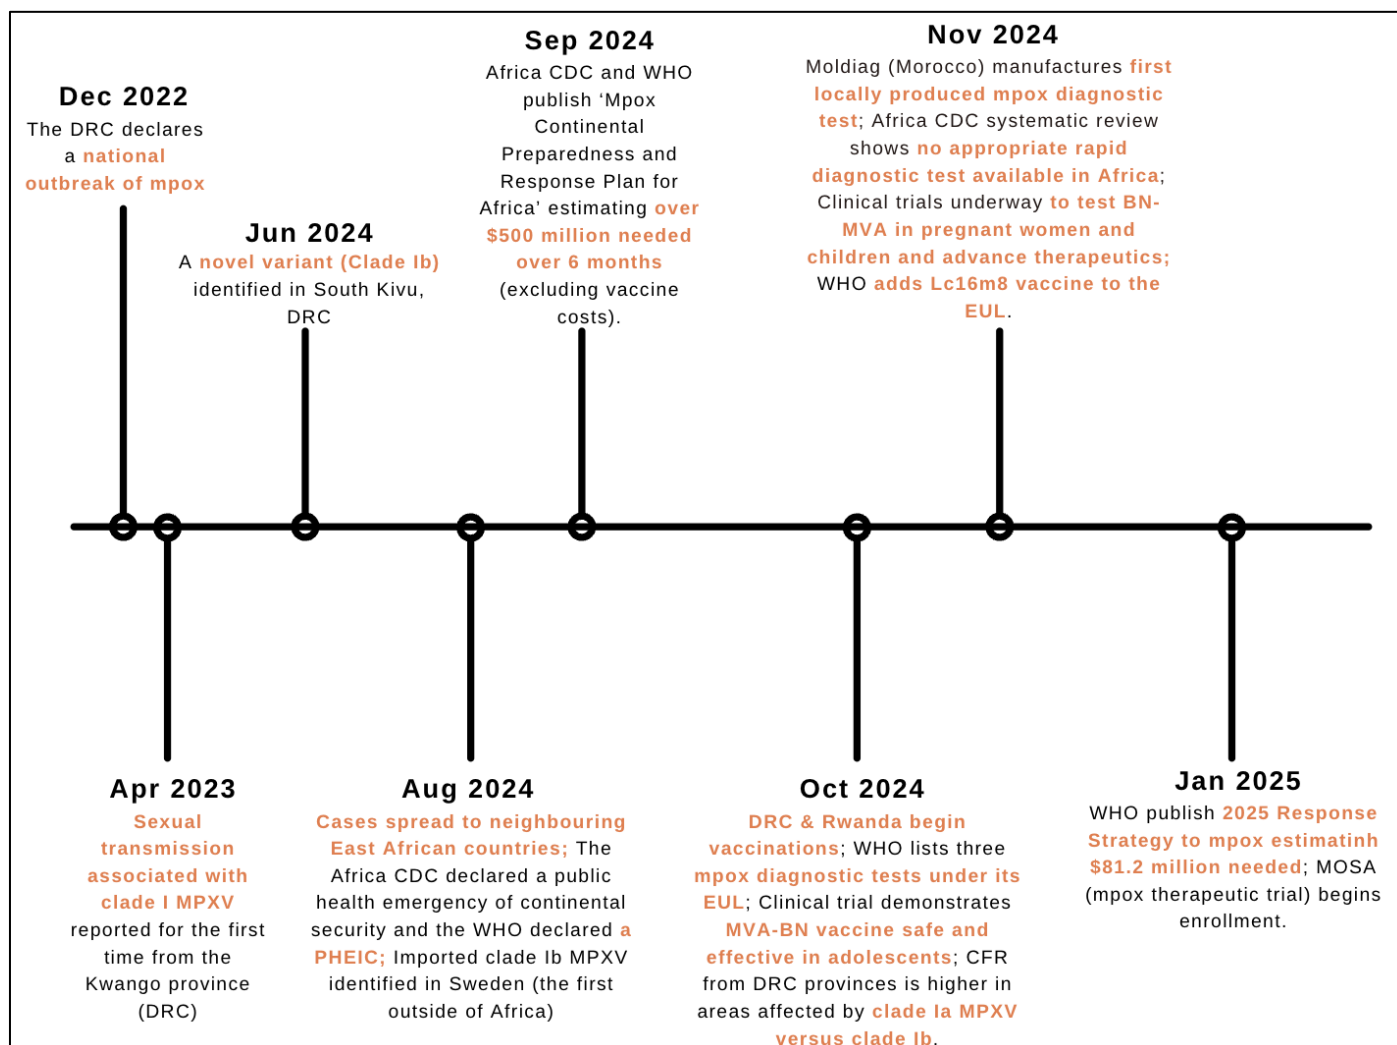 Dec 2022
The DRC declares
a national
outbreak of mpox
Apr 2023
Sexual
transmission
associated with
clade I MPXV
reported for the first
time from the
Kwango province
(DRC)
Jun 2024
A novel variant (Clade Ib)
identified in South Kivu,
DRC
Aug 2024
Cases spread to neighbouring
East African countries; The
Africa CDC declared a public
health emergency of continental
security and the WHO declared a
PHEIC; Imported clade Ib MPXV
identified in Sweden (the first
outside of Africa)
Sep 2024
Africa CDC and WHO
publish ‘Mpox
Continental
Preparedness and
Response Plan for
Africa’ estimating over
$500 million needed
over 6 months
(excluding vaccine
costs).
Oct 2024
DRC & Rwanda begin
vaccinations; WHO lists three
mpox diagnostic tests under its
EUL; Clinical trial demonstrates
MVA-BN vaccine safe and
effective in adolescents; CFR
from DRC provinces is higher in
areas affected by clade Ia MPXV
versus clade Ib.
Nov 2024
Moldiag (Morocco) manufactures first
locally produced mpox diagnostic
test; Africa CDC systematic review
shows no appropriate rapid
diagnostic test available in Africa;
Clinical trials underway to test BN-
MVA in pregnant women and
children and advance therapeutics;
WHO adds Lc16m8 vaccine to the
EUL.
Jan 2025
WHO publish 2025 Response
Strategy to mpox estimatinh
$81.2 million needed; MOSA
(mpox therapeutic trial) begins
enrollment.